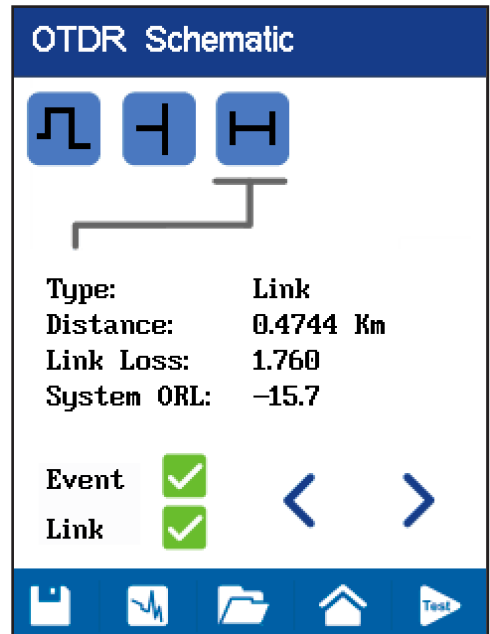 OTDR Schematic
Type: Link
Distance: 0.4744 Km
Link Loss: 1.760
System ORL: -15.7
Event
Link
Test